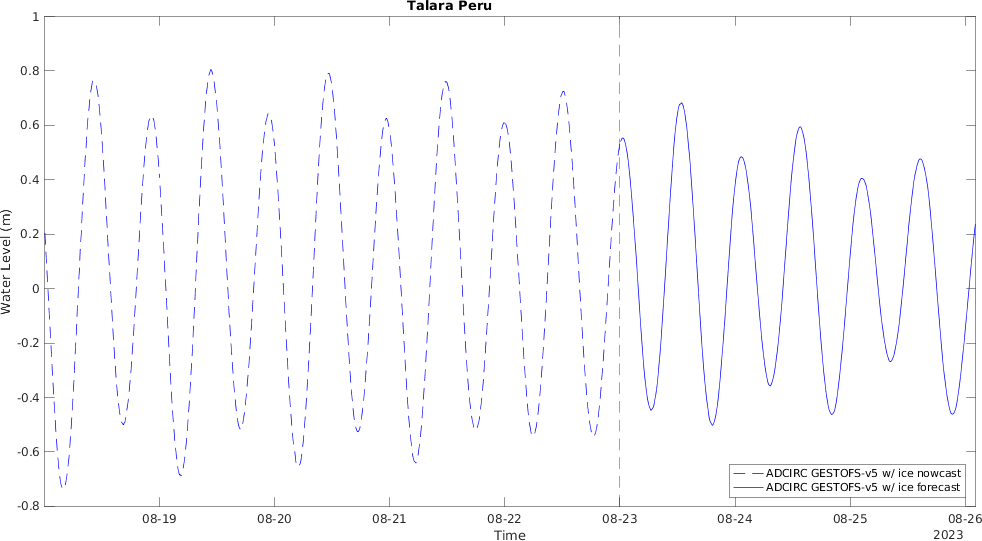 Talara Peru
1
0.8
0.6
0.4
0.2
0
-0.2
-0.4
-0.6
-0.8
Water Level (m)
ADCIRC GESTOFS-v5 w/ ice nowcast
ADCIRC GESTOFS-v5 w/ ice forecast
08-19 08-20 08-21 08-22 08-23 08-24 08-25 08-26
Time
2023